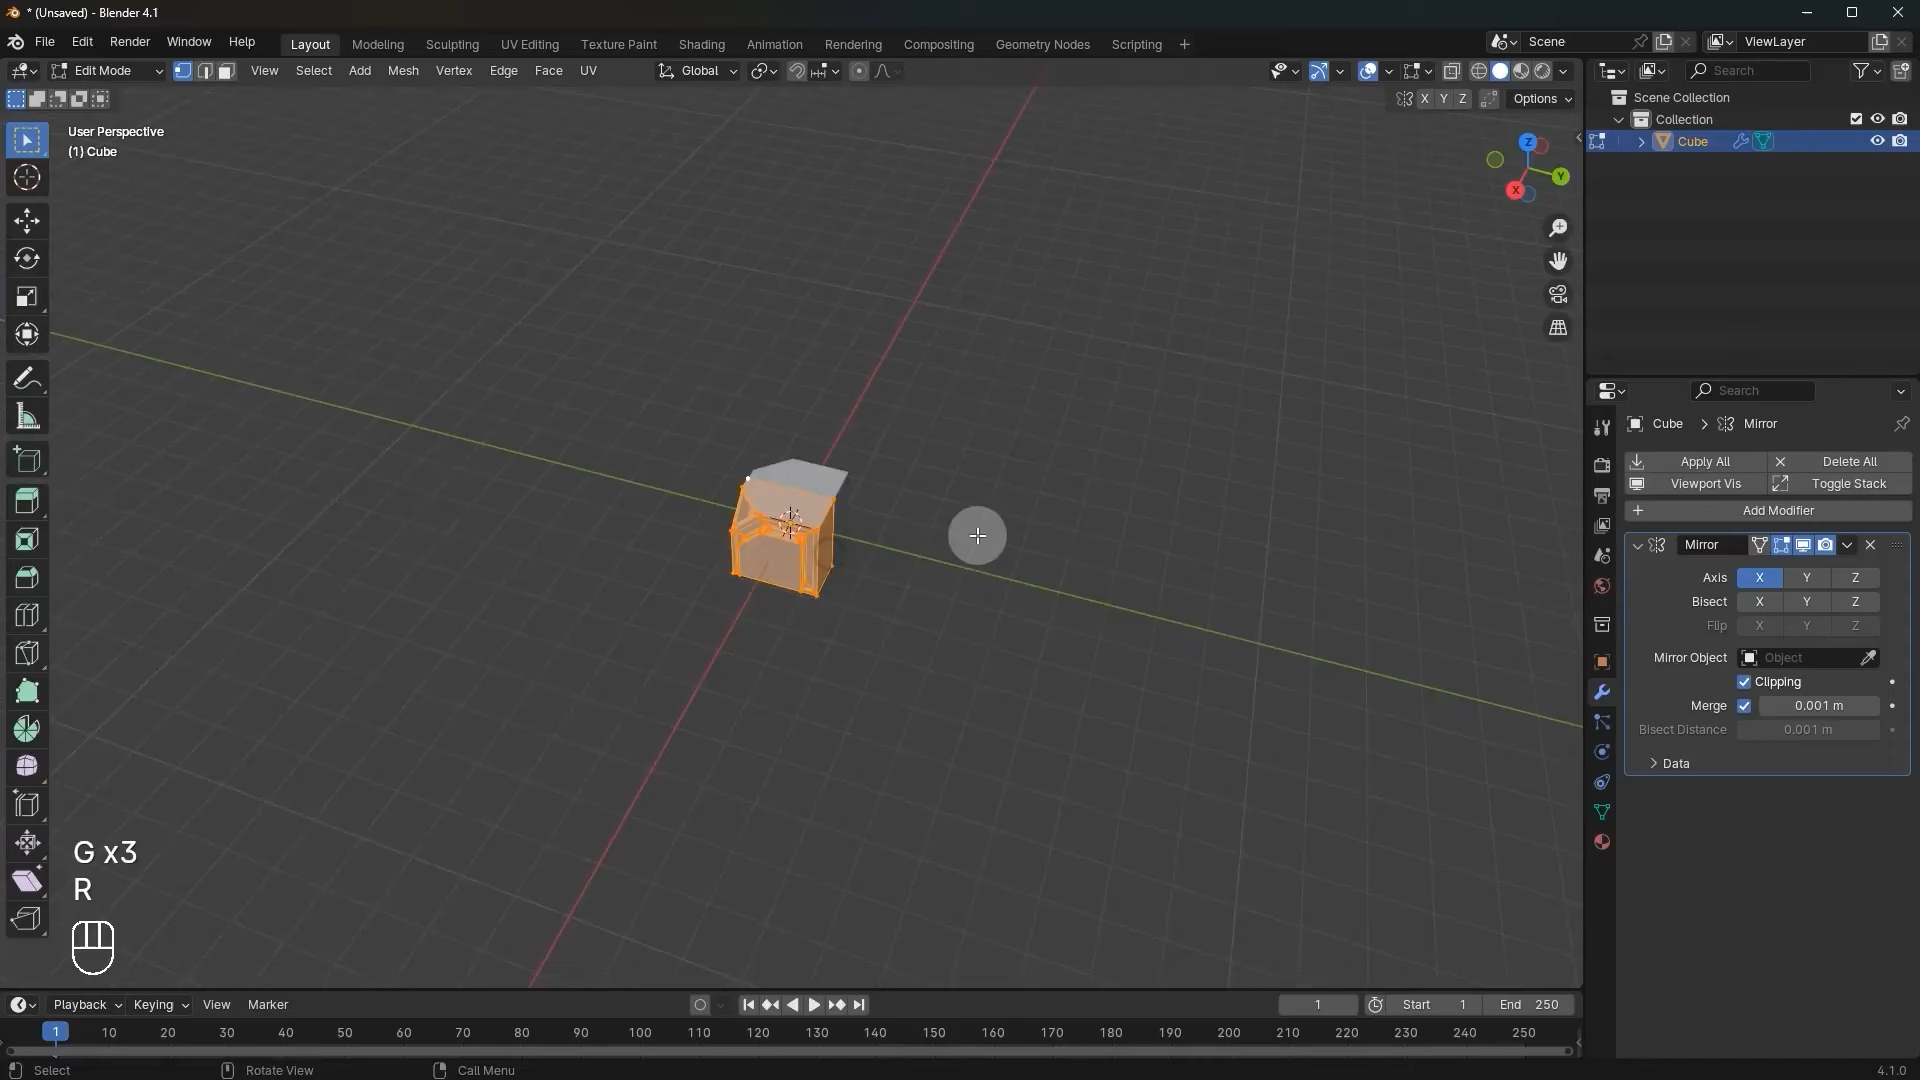 * (Unsaved) - Blender 4.1
File Edit Render Window Help Layout Modeling Sculpting UV Editing Texture Paint Shading Animation Rendering Compositing Geometry Nodes Scripting + Scene ViewLayer
Edit Mode View Select Add Mesh Vertex Edge Face UV Global Search
X Y Z Options
Scene Collection
Collection
Cube
User Perspective
(1) Cube
Z
Y
X
Search
Cube > Mirror
Apply All Delete All
Viewport Vis Toggle Stack
+ Add Modifier
Mirror
Axis X Y Z
Bisect X Y Z
Flip X Y Z
Mirror Object Object
Clipping
Merge 0.001 m
Bisect Distance 0.001 m
> Data
G x3
R
Playback Keying View Marker 1 Start 1 End 250
1 10 20 30 40 50 60 70 80 90 100 110 120 130 140 150 160 170 180 190 200 210 220 230 240 250
Select Rotate View Call Menu 4.1.0